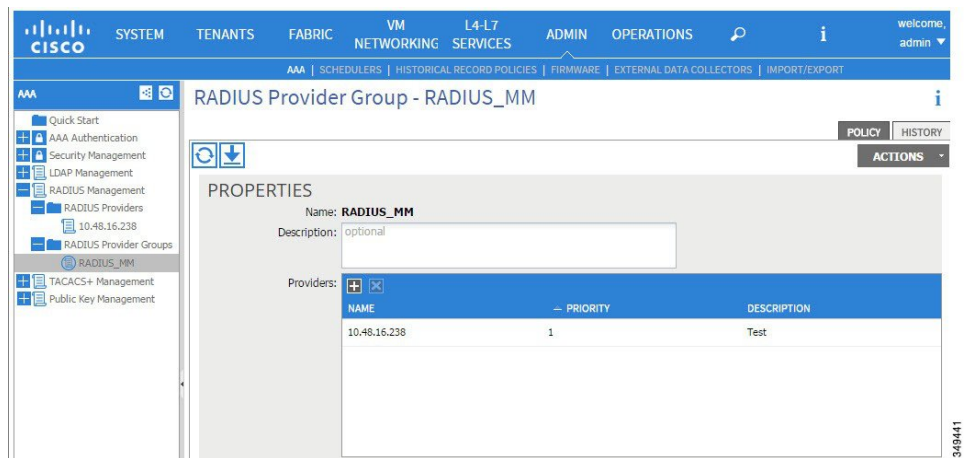 CISCO
SYSTEM
TENANTS
FABRIC
VM NETWORKING
L4-L7 SERVICES
ADMIN
OPERATIONS
i
welcome, admin
AAA | SCHEDULERS | HISTORICAL RECORD POLICIES | FIRMWARE | EXTERNAL DATA COLLECTORS | IMPORT/EXPORT
AAA
Quick Start
AAA Authentication
Security Management
LDAP Management
RADIUS Management
RADIUS Providers
10.48.16.238
RADIUS Provider Groups
RADIUS_MM
TACACS+ Management
Public Key Management
RADIUS Provider Group - RADIUS_MM
i
POLICY HISTORY
ACTIONS
PROPERTIES
Name: RADIUS_MM
Description: optional
Providers:
NAME PRIORITY DESCRIPTION
10.48.16.238 1 Test
349441